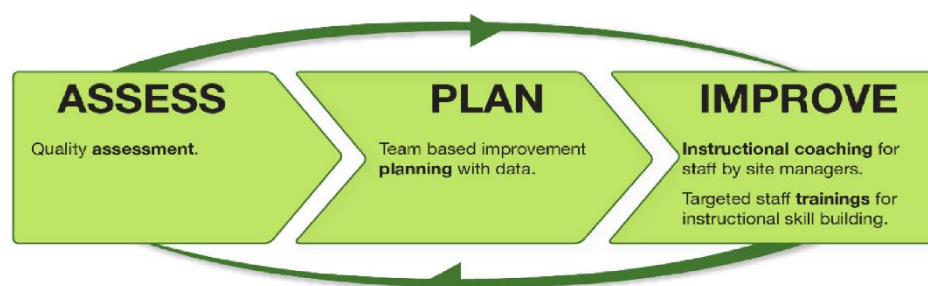 ASSESS
Quality assessment.
PLAN
Team based improvement
planning with data.
IMPROVE
Instructional coaching for
staff by site managers.
Targeted staff trainings for
instructional skill building.